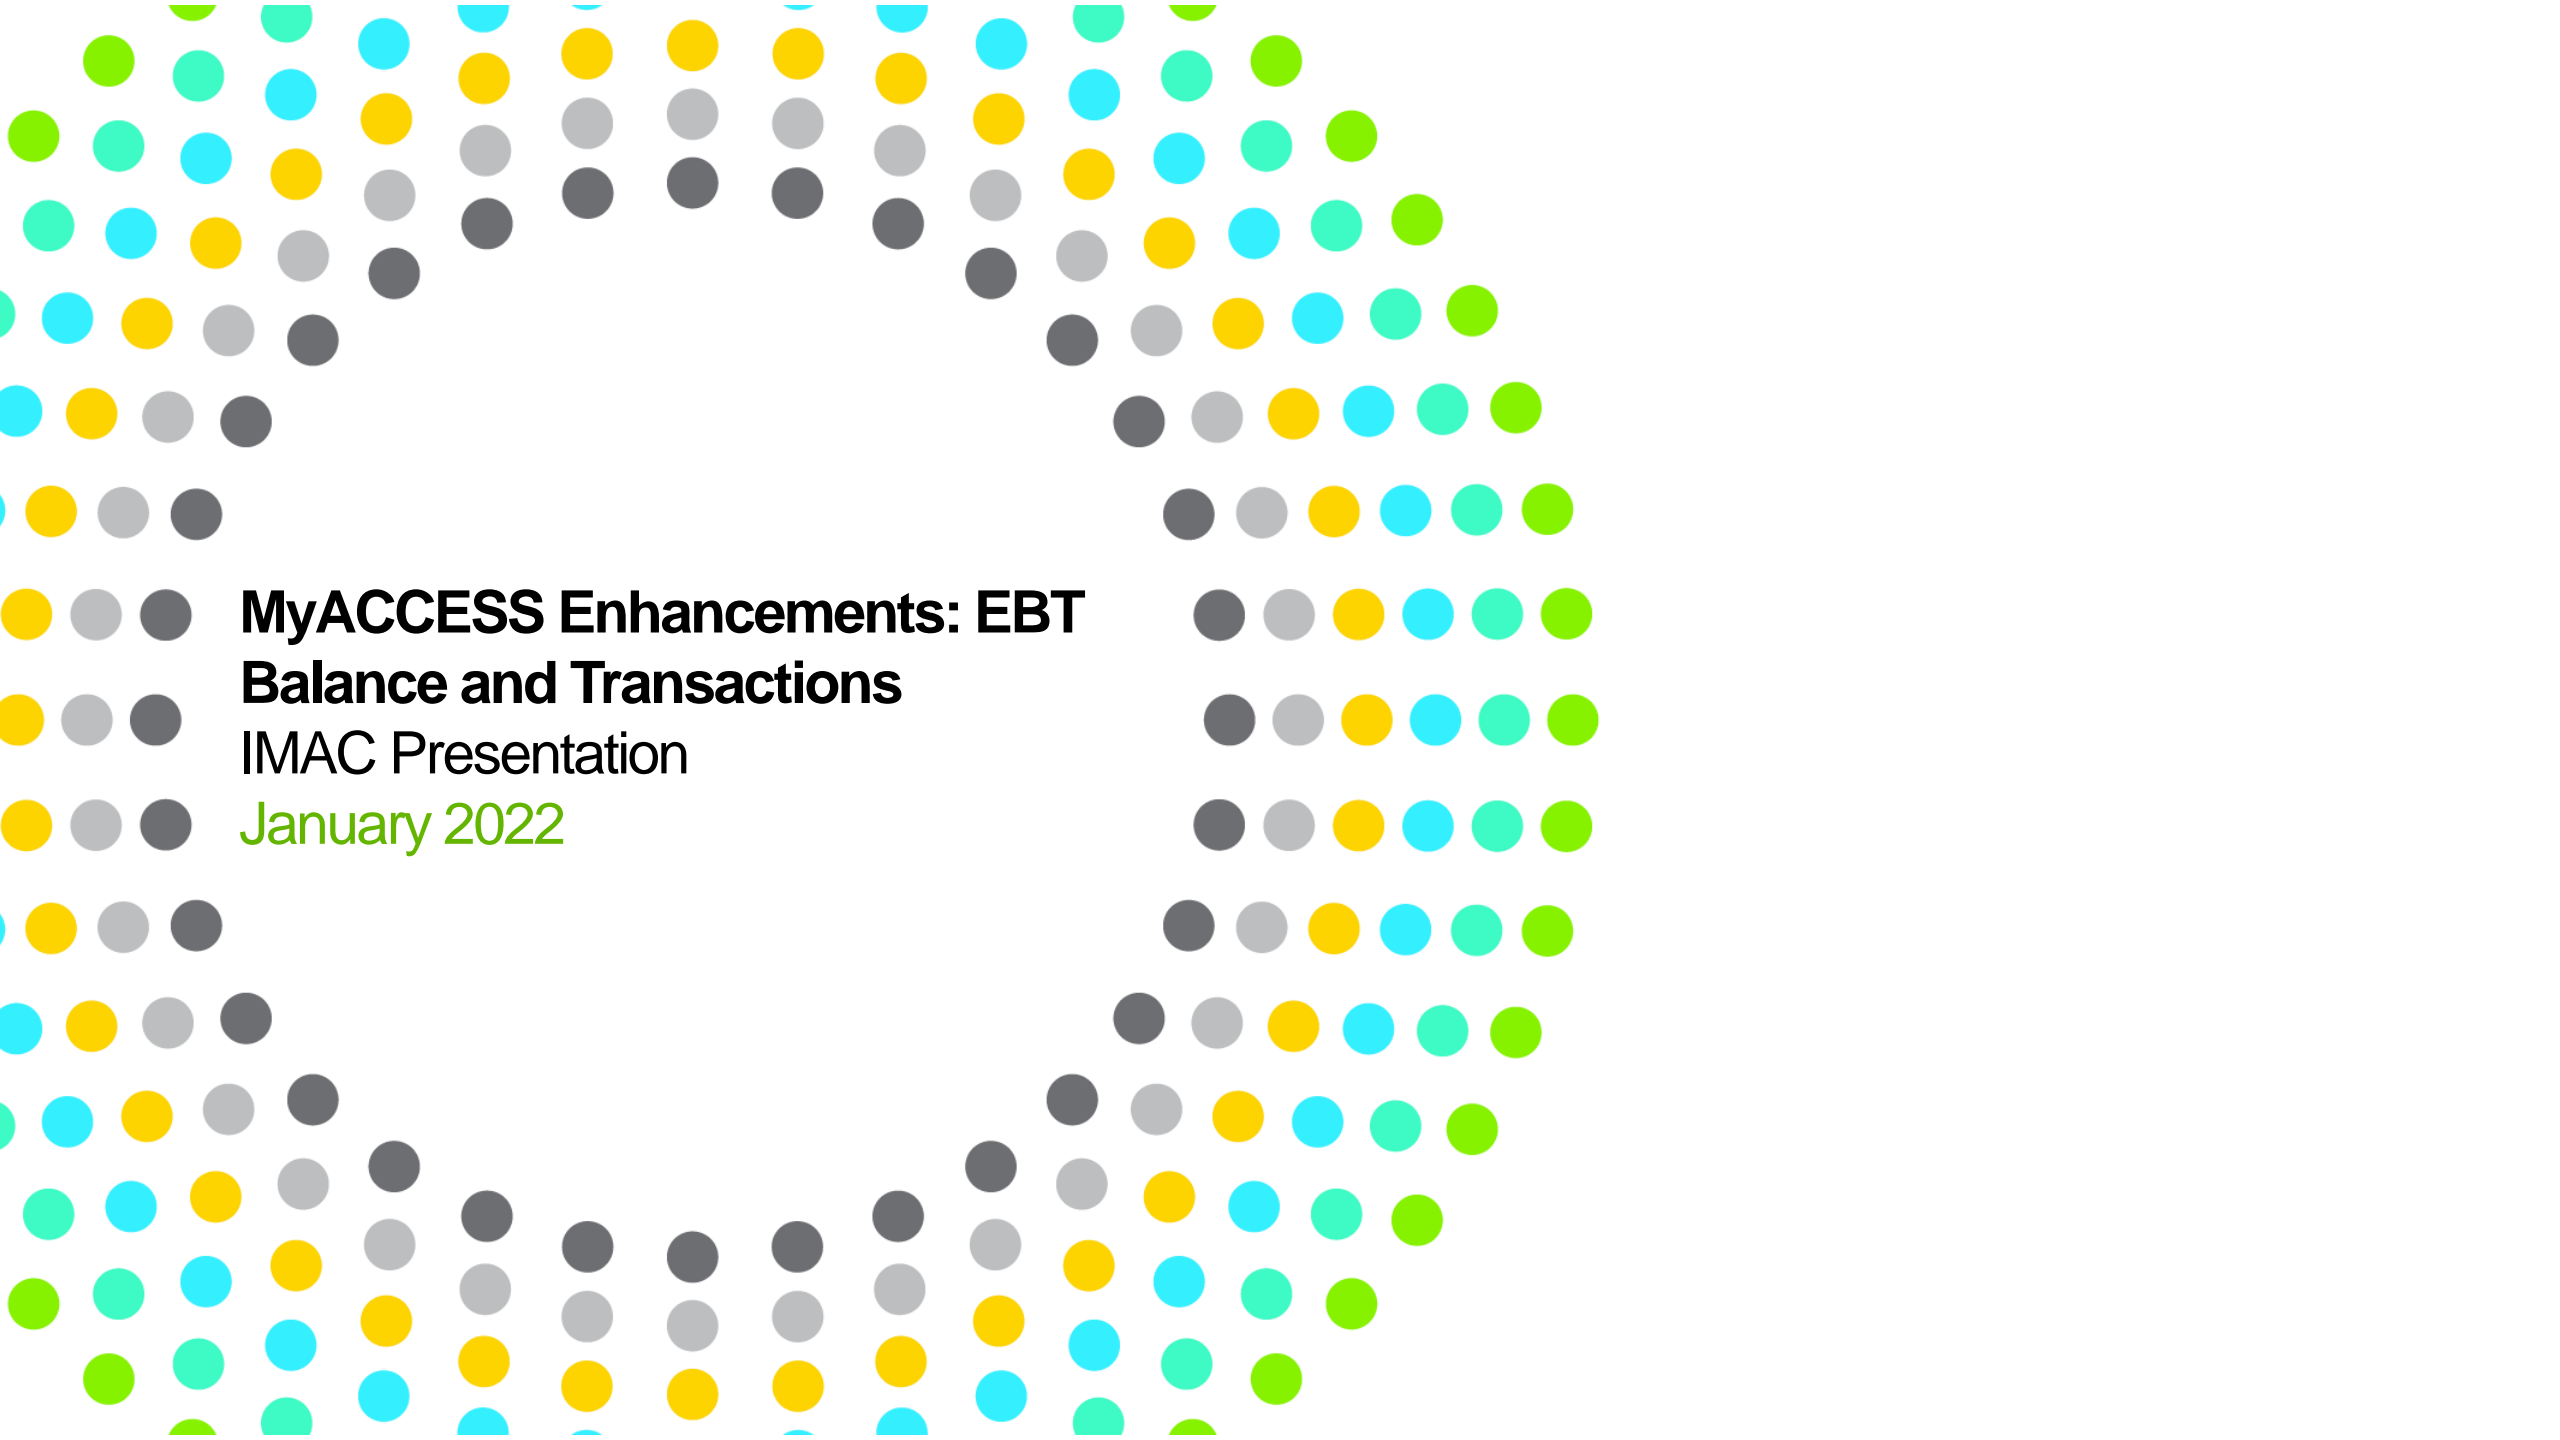 MyACCESS Enhancements: EBT
Balance and Transactions
IMAC Presentation
January 2022